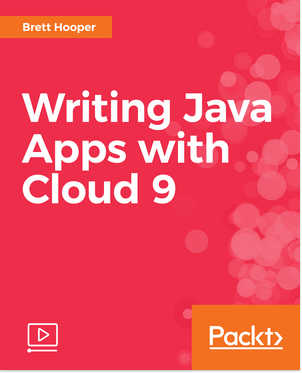 Brett Hooper
Writing Java
Apps with
Cloud 9
Packt>